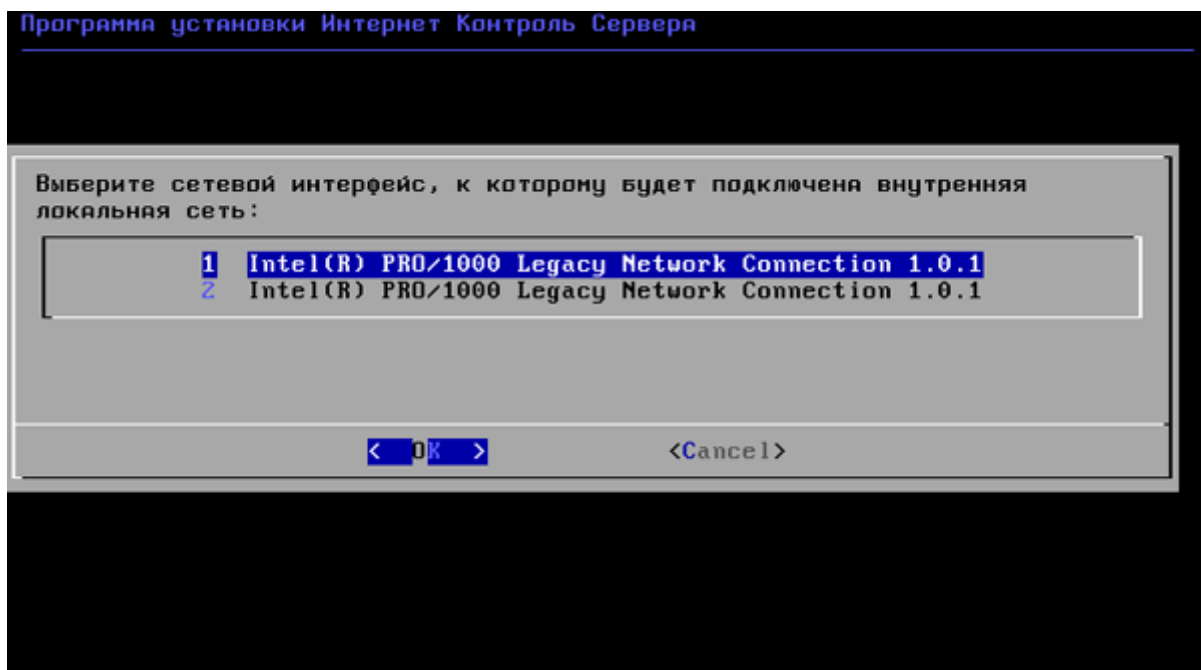 Программа установки Интернет Контроль Сервера
Выберите сетевой интерфейс, к которому будет подключена внутренняя
локальная сеть:
1 Intel(R) PRO/1000 Legacy Network Connection 1.0.1
2 Intel(R) PRO/1000 Legacy Network Connection 1.0.1
< OK > <Cancel>